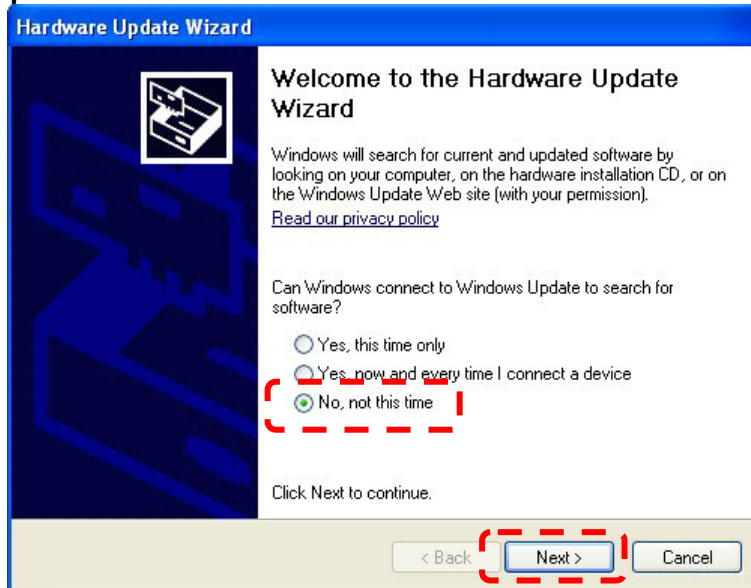 Hardware Update Wizard
Welcome to the Hardware Update
Wizard
Windows will search for current and updated software by
looking on your computer, on the hardware installation CD, or on
the Windows Update Web site (with your permission).
Read our privacy policy
Can Windows connect to Windows Update to search for
software?
Yes, this time only
Yes, now and every time I connect a device
No, not this time
Click Next to continue.
< Back Next > Cancel